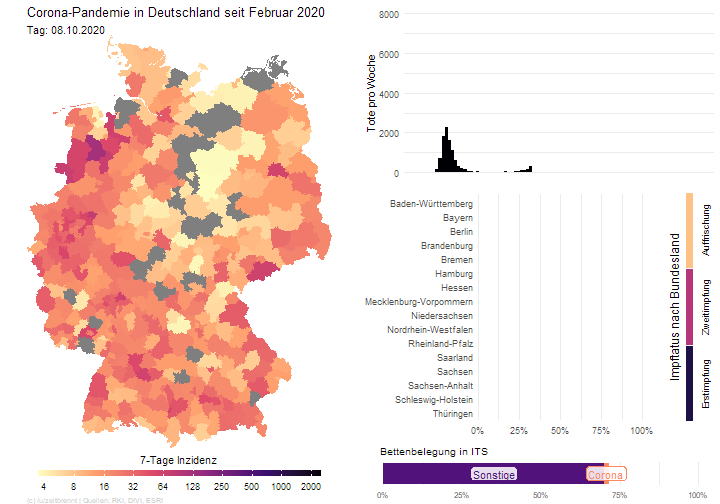 Corona-Pandemie in Deutschland seit Februar 2020
Tag: 08.10.2020
8000
6000
4000
2000
0
Tote pro Woche
Baden-Württemberg
Bayern
Berlin
Brandenburg
Bremen
Hamburg
Hessen
Mecklenburg-Vorpommern
Niedersachsen
Nordrhein-Westfalen
Rheinland-Pfalz
Saarland
Sachsen
Sachsen-Anhalt
Schleswig-Holstein
Thüringen
0% 25% 50% 75% 100%
Impfstatus nach Bundesland
Auffrischung
Zweitimpfung
Erstimpfung
7-Tage Inzidenz
4 8 16 32 64 128 250 500 1000 2000
Bettenbelegung in ITS
Sonstige Corona
0% 25% 50% 75% 100%
Quellen: RKI, DIVI, ESRI